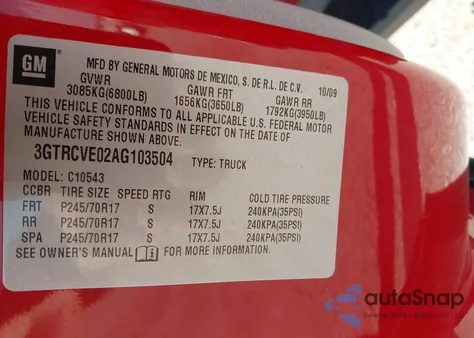 GM
MFD BY GENERAL MOTORS DE MEXICO, S. DE R.L. DE C.V. 10/09
GVWR GAWR FRT GAWR RR
3085KG(6800LB) 1656KG(3650LB) 1792KG(3950LB)
THIS VEHICLE CONFORMS TO ALL APPLICABLE U.S. FEDERAL MOTOR
VEHICLE SAFETY STANDARDS IN EFFECT ON THE DATE OF
MANUFACTURE SHOWN ABOVE.
3GTRCVE02AG103504 TYPE: TRUCK
MODEL: C10543
CCBR TIRE SIZE SPEED RTG RIM COLD TIRE PRESSURE
FRT P245/70R17 S 17X7.5J 240KPA(35PSI)
RR P245/70R17 S 17X7.5J 240KPA(35PSI)
SPA P245/70R17 S 17X7.5J 240KPA(35PSI)
SEE OWNER'S MANUAL FOR MORE INFORMATION.
autoSnap